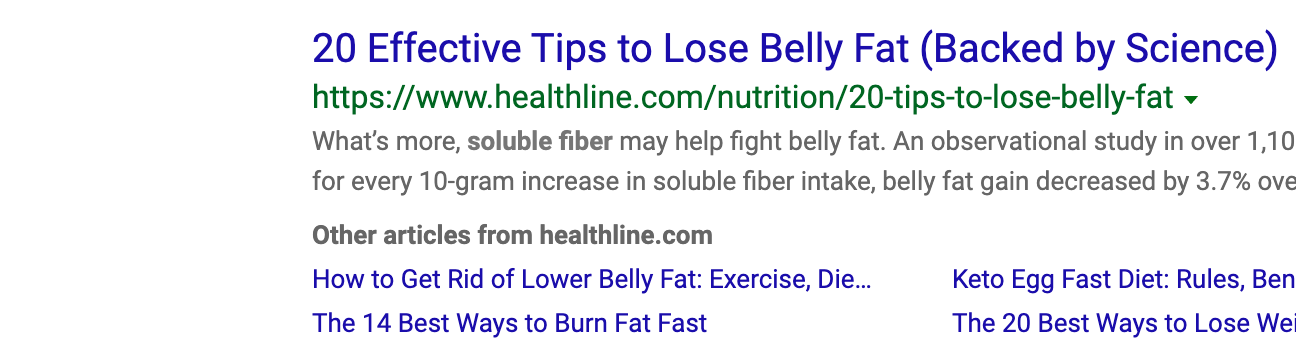 20 Effective Tips to Lose Belly Fat (Backed by Science)
https://www.healthline.com/nutrition/20-tips-to-lose-belly-fat
What’s more, soluble fiber may help fight belly fat. An observational study in over 1,10
for every 10-gram increase in soluble fiber intake, belly fat gain decreased by 3.7% ove
Other articles from healthline.com
How to Get Rid of Lower Belly Fat: Exercise, Die... Keto Egg Fast Diet: Rules, Ben
The 14 Best Ways to Burn Fat Fast The 20 Best Ways to Lose Wei